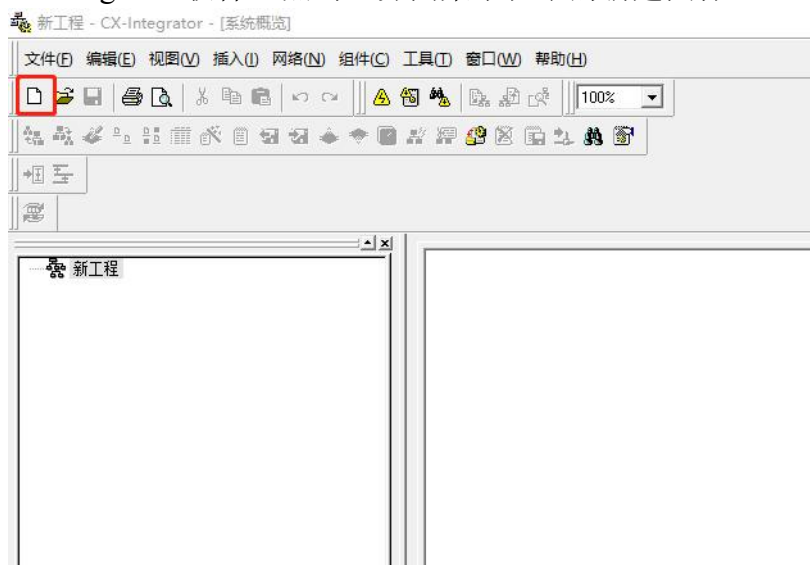 新工程 - CX-Integrator - [系统概览]
文件(F) 编辑(E) 视图(V) 插入(I) 网络(N) 组件(C) 工具(T) 窗口(W) 帮助(H)
100%
新工程